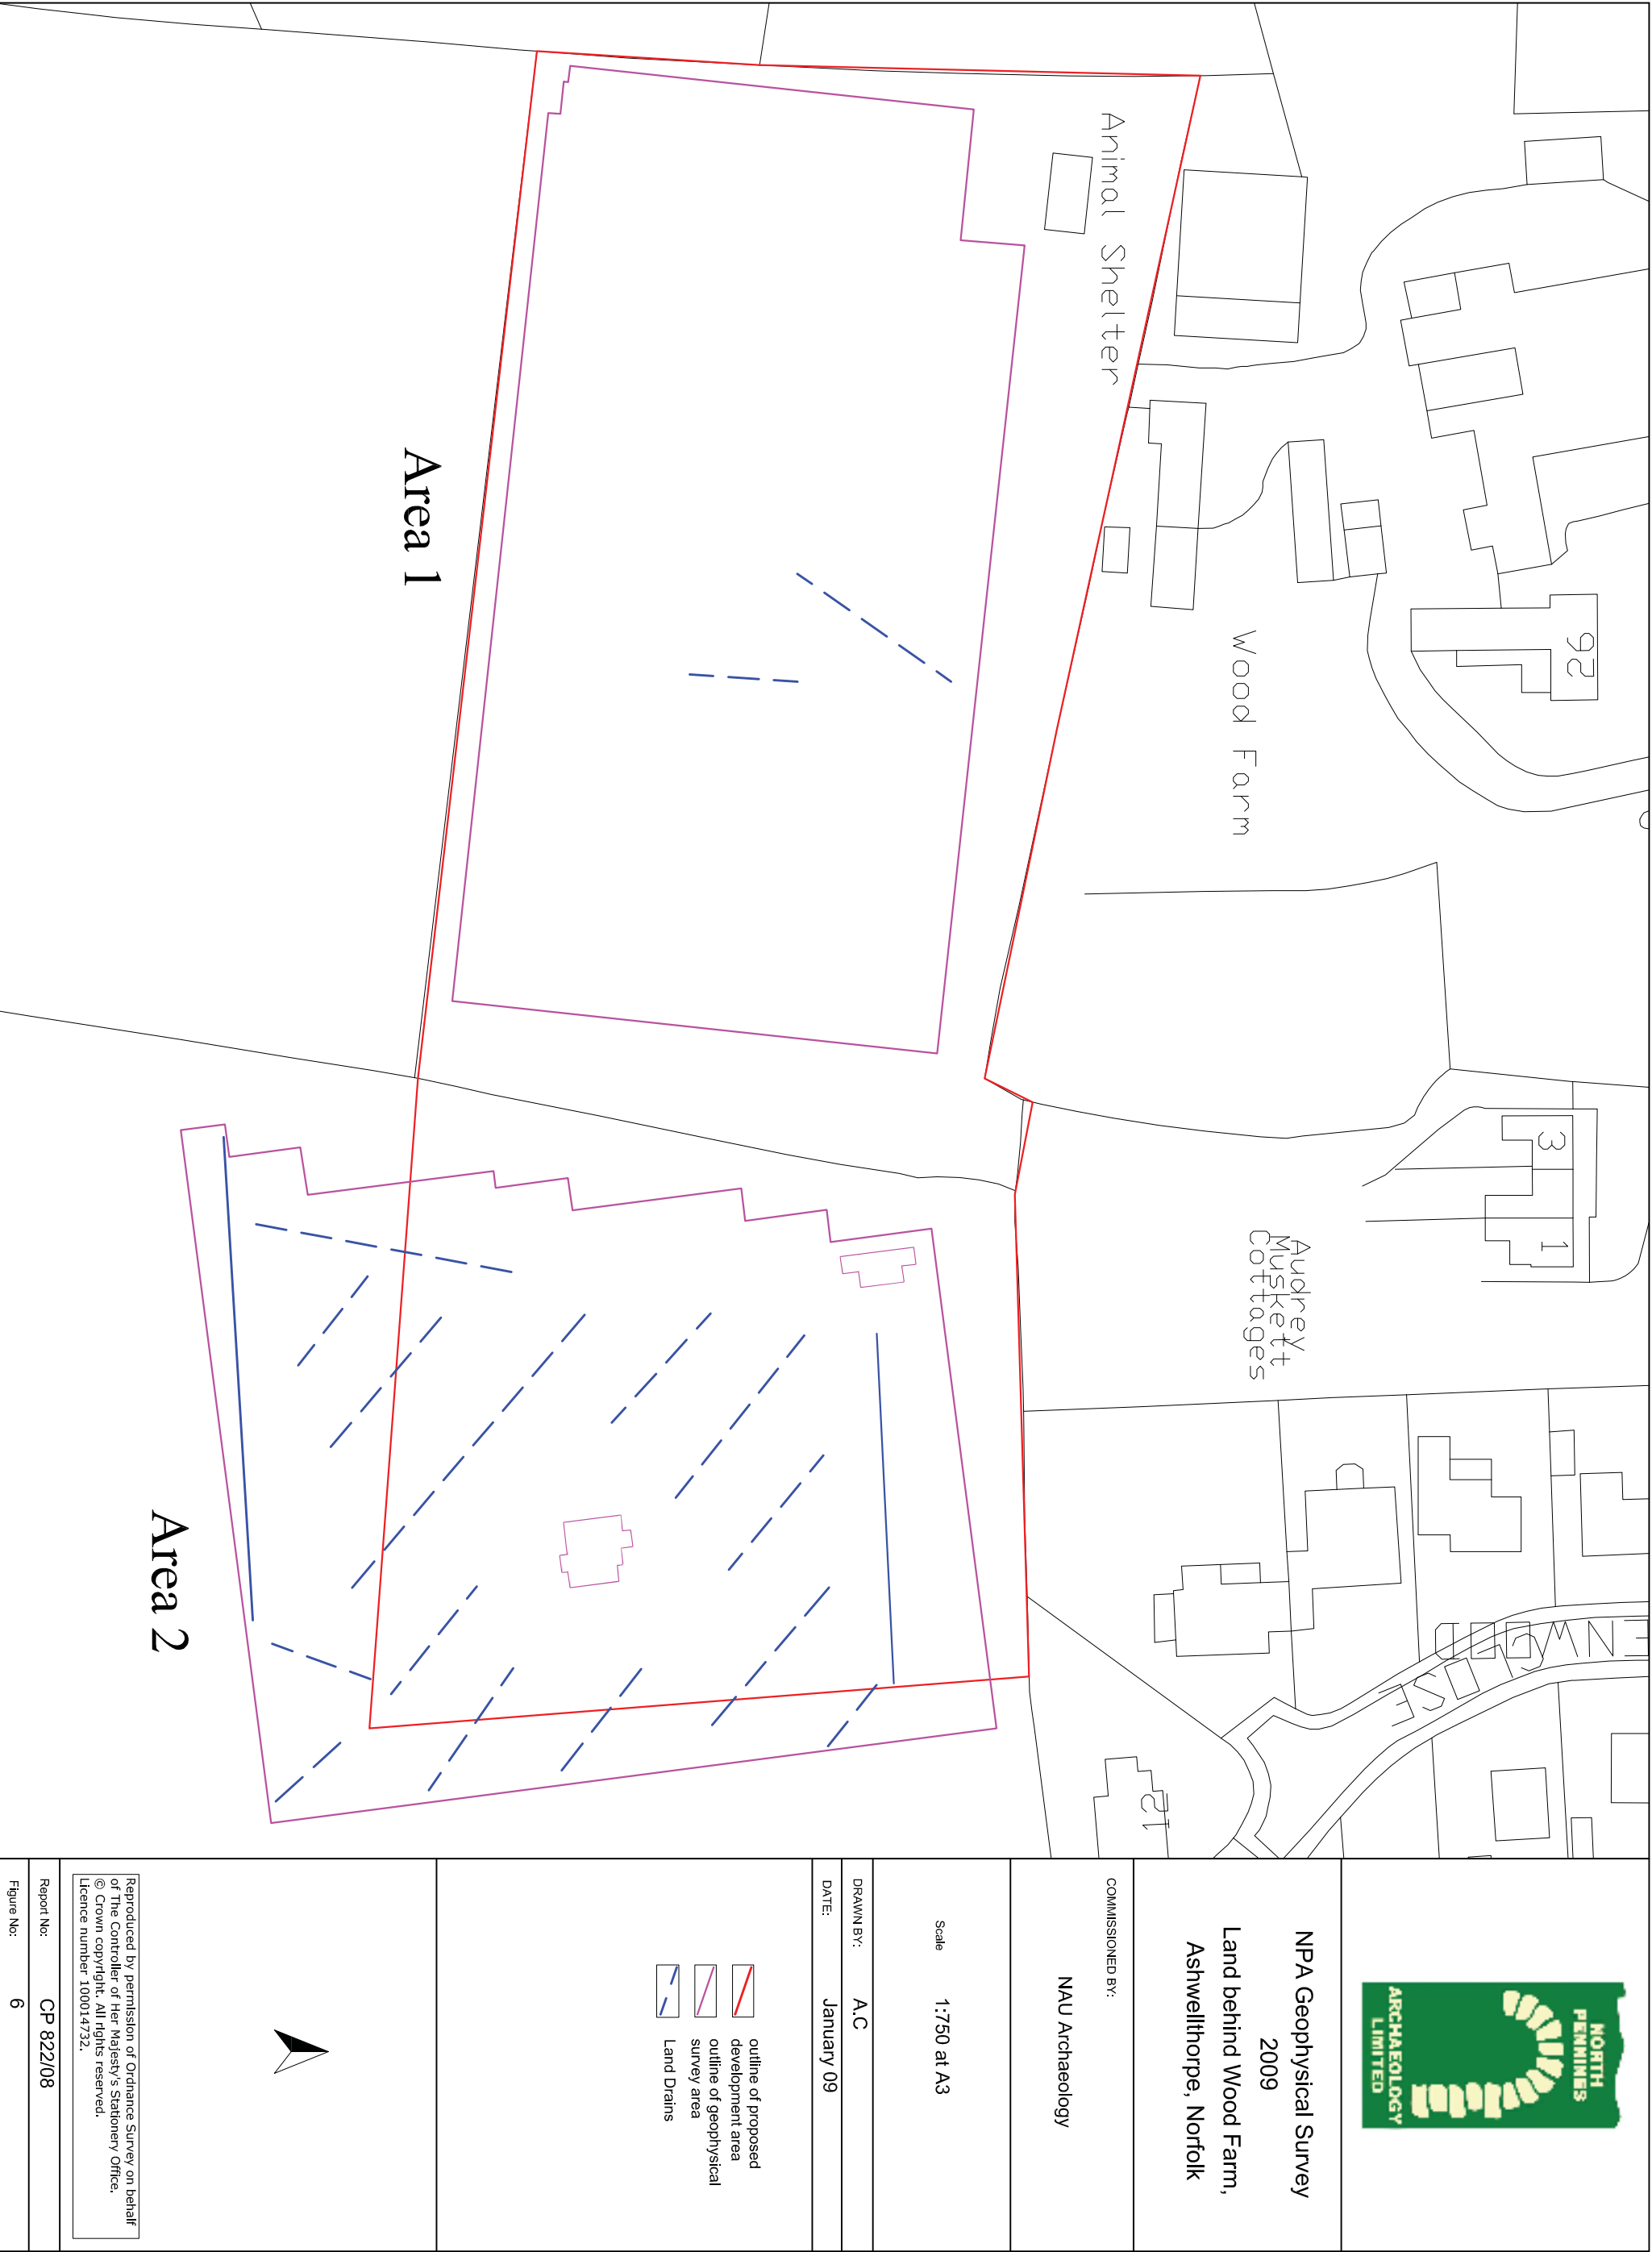 Animal Shelter
Wood Farm
26
3
1
Audrey
Muskett
Cottages
12
Area 1
Area 2
NORTH
PENNINES
ARCHAEOLOGY
LIMITED
NPA Geophysical Survey
2009
Land behind Wood Farm,
Ashwellthorpe, Norfolk
COMMISSIONED BY:
NAU Archaeology
Scale 1:750 at A3
DRAWN BY: A.C
DATE: January 09
outline of proposed
development area
outline of geophysical
survey area
Land Drains
Reproduced by permission of Ordnance Survey on behalf
of The Controller of Her Majesty's Stationery Office.
© Crown copyright. All rights reserved.
Licence number 100014732.
Report No: CP 822/08
Figure No: 6